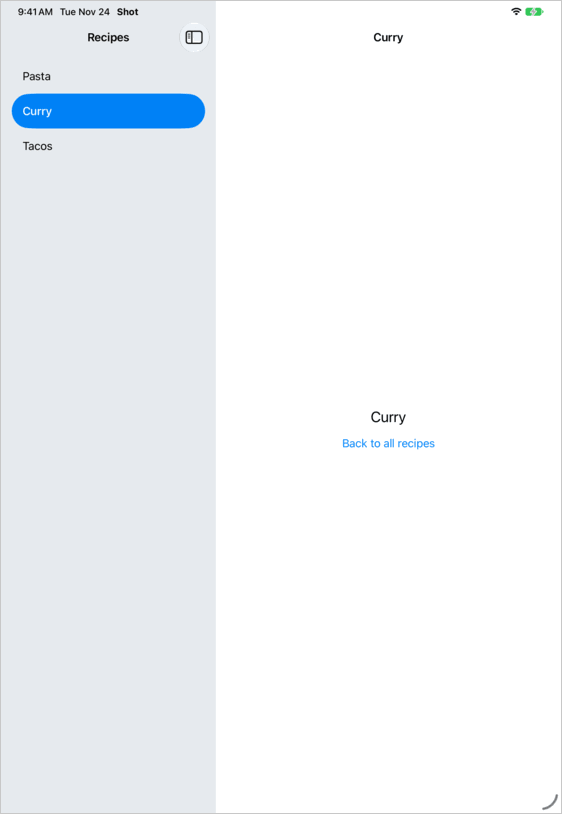 9:41 AM Tue Nov 24 Shot
Recipes
Curry
Pasta
Curry
Tacos
Curry
Back to all recipes